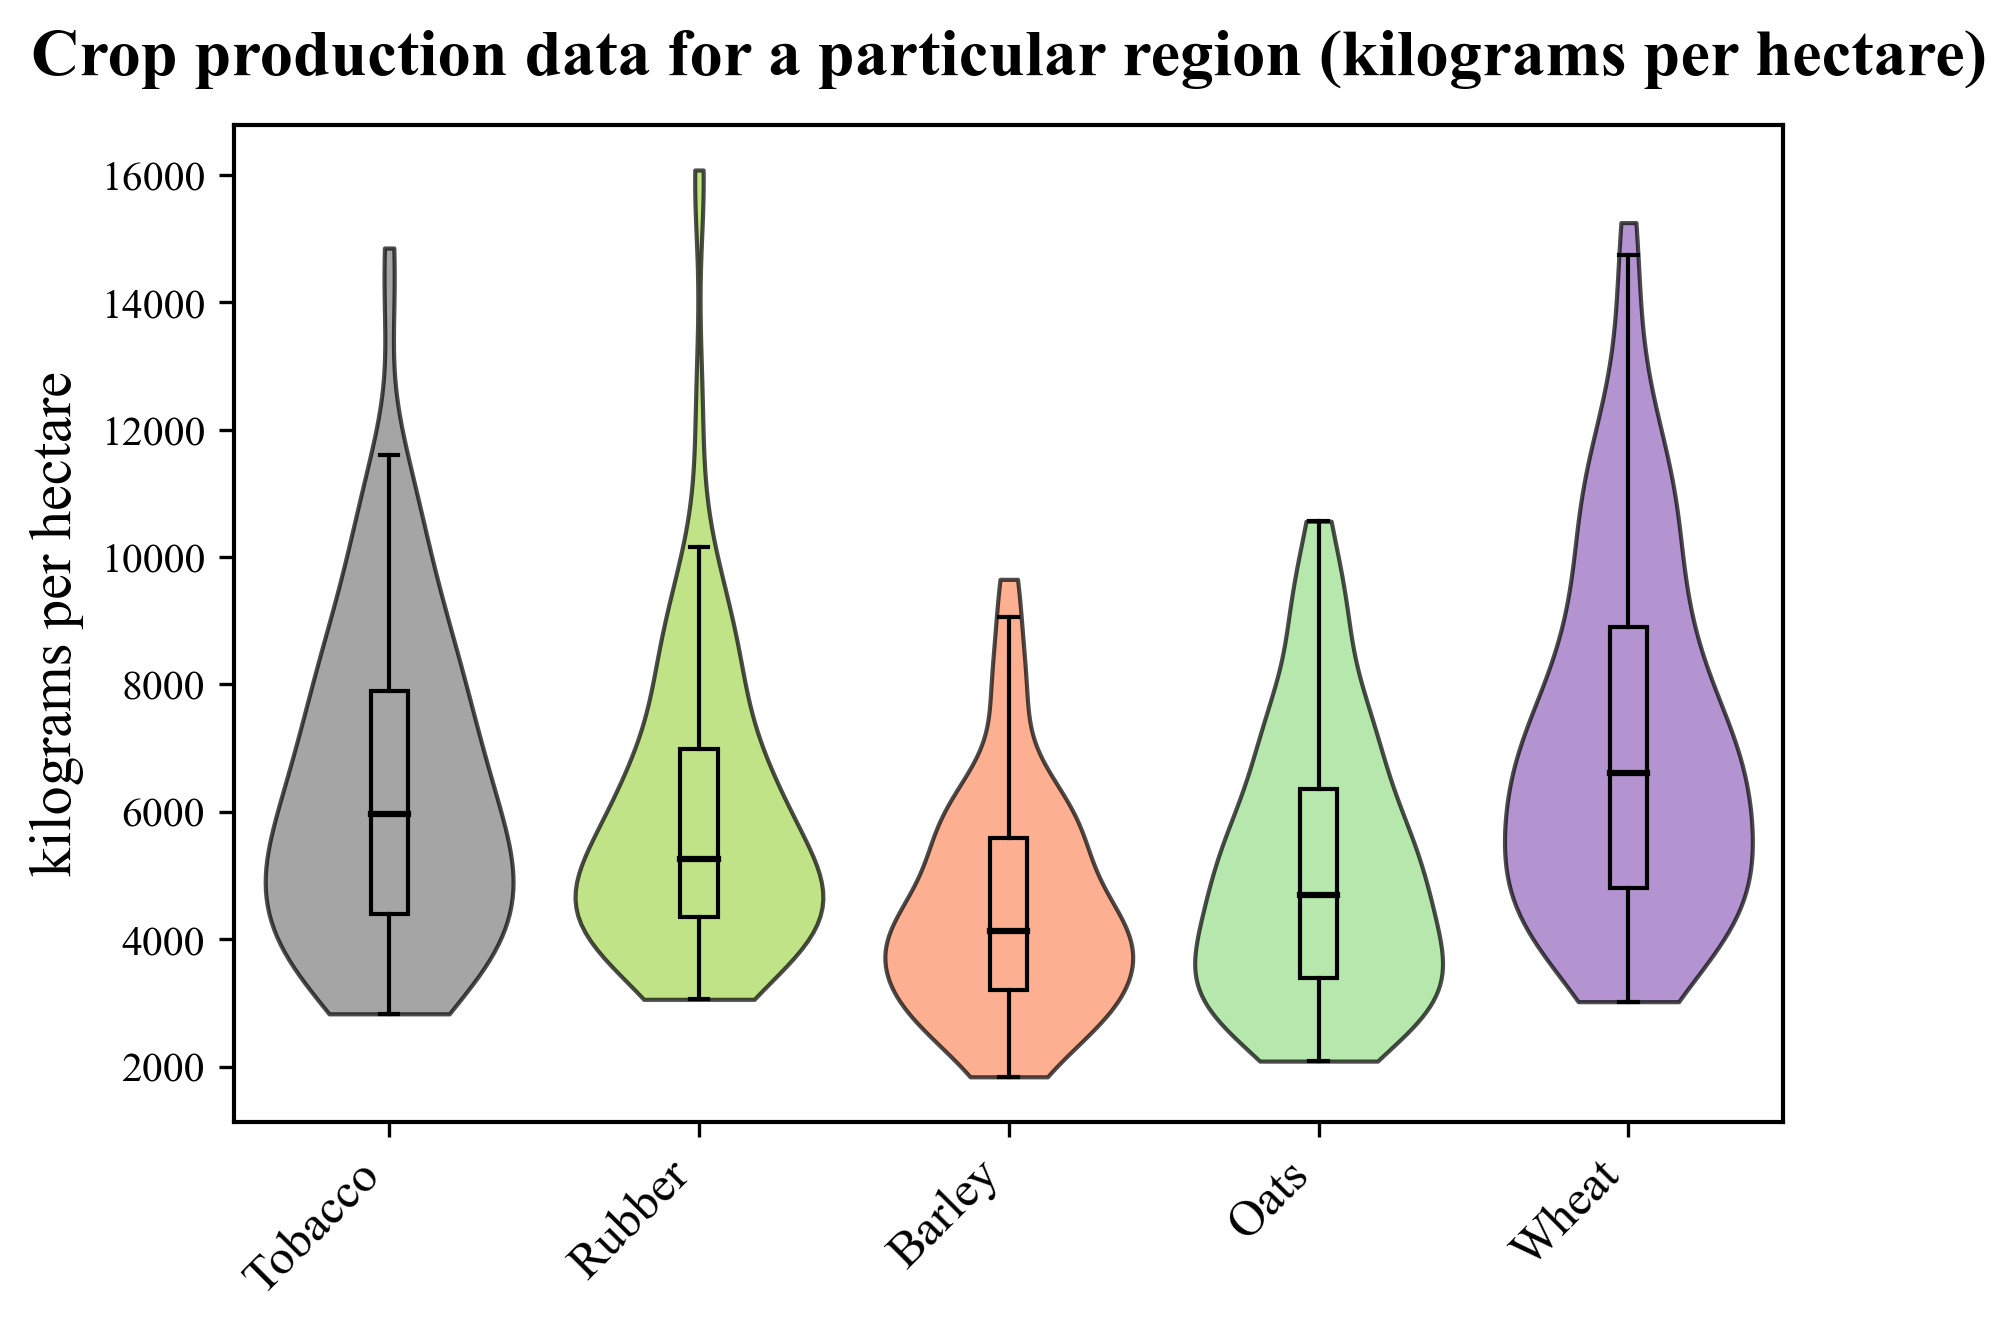 Crop production data for a particular region (kilograms per hectare)
kilograms per hectare
16000
14000
12000
10000
8000
6000
4000
2000
Tobacco
Rubber
Barley
Oats
Wheat